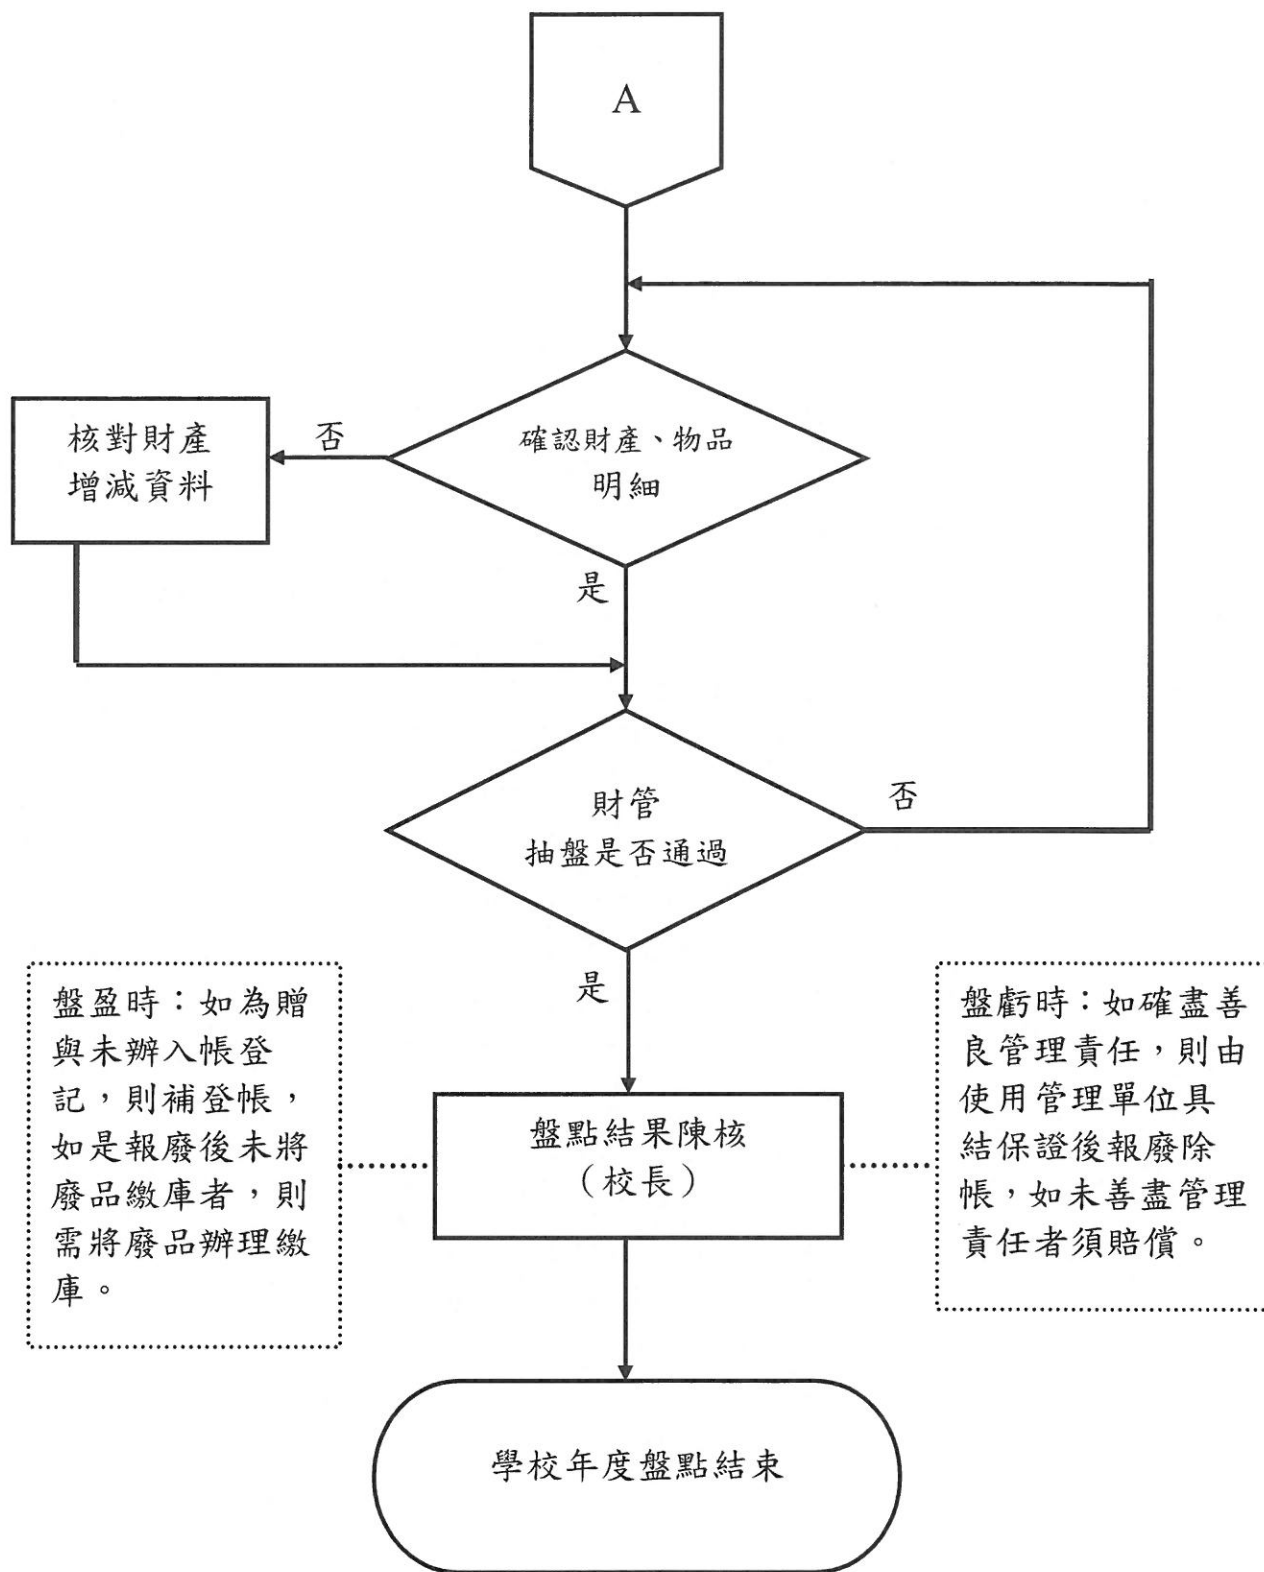 A
確認財產、物品
明細
否
核對財產
增減資料
是
財管
抽盤是否通過
否
是
盤盈時：如為贈
與未辦入帳登
記，則補登帳，
如是報廢後未將
廢品繳庫者，則
需將廢品辦理繳
庫。
盤點結果陳核
（校長）
盤虧時：如確盡善
良管理責任，則由
使用管理單位具
結保證後報廢除
帳，如未善盡管理
責任者須賠償。
學校年度盤點結束